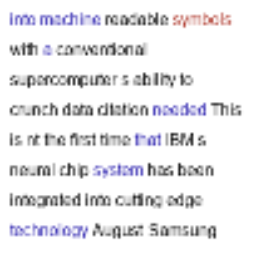 into machine readable symbols
with a conventional
supercomputer s ability to
crunch data citation needed This
is nt the first time that IBM s
neural chip system has been
integrated into cutting edge
technology August Samsung